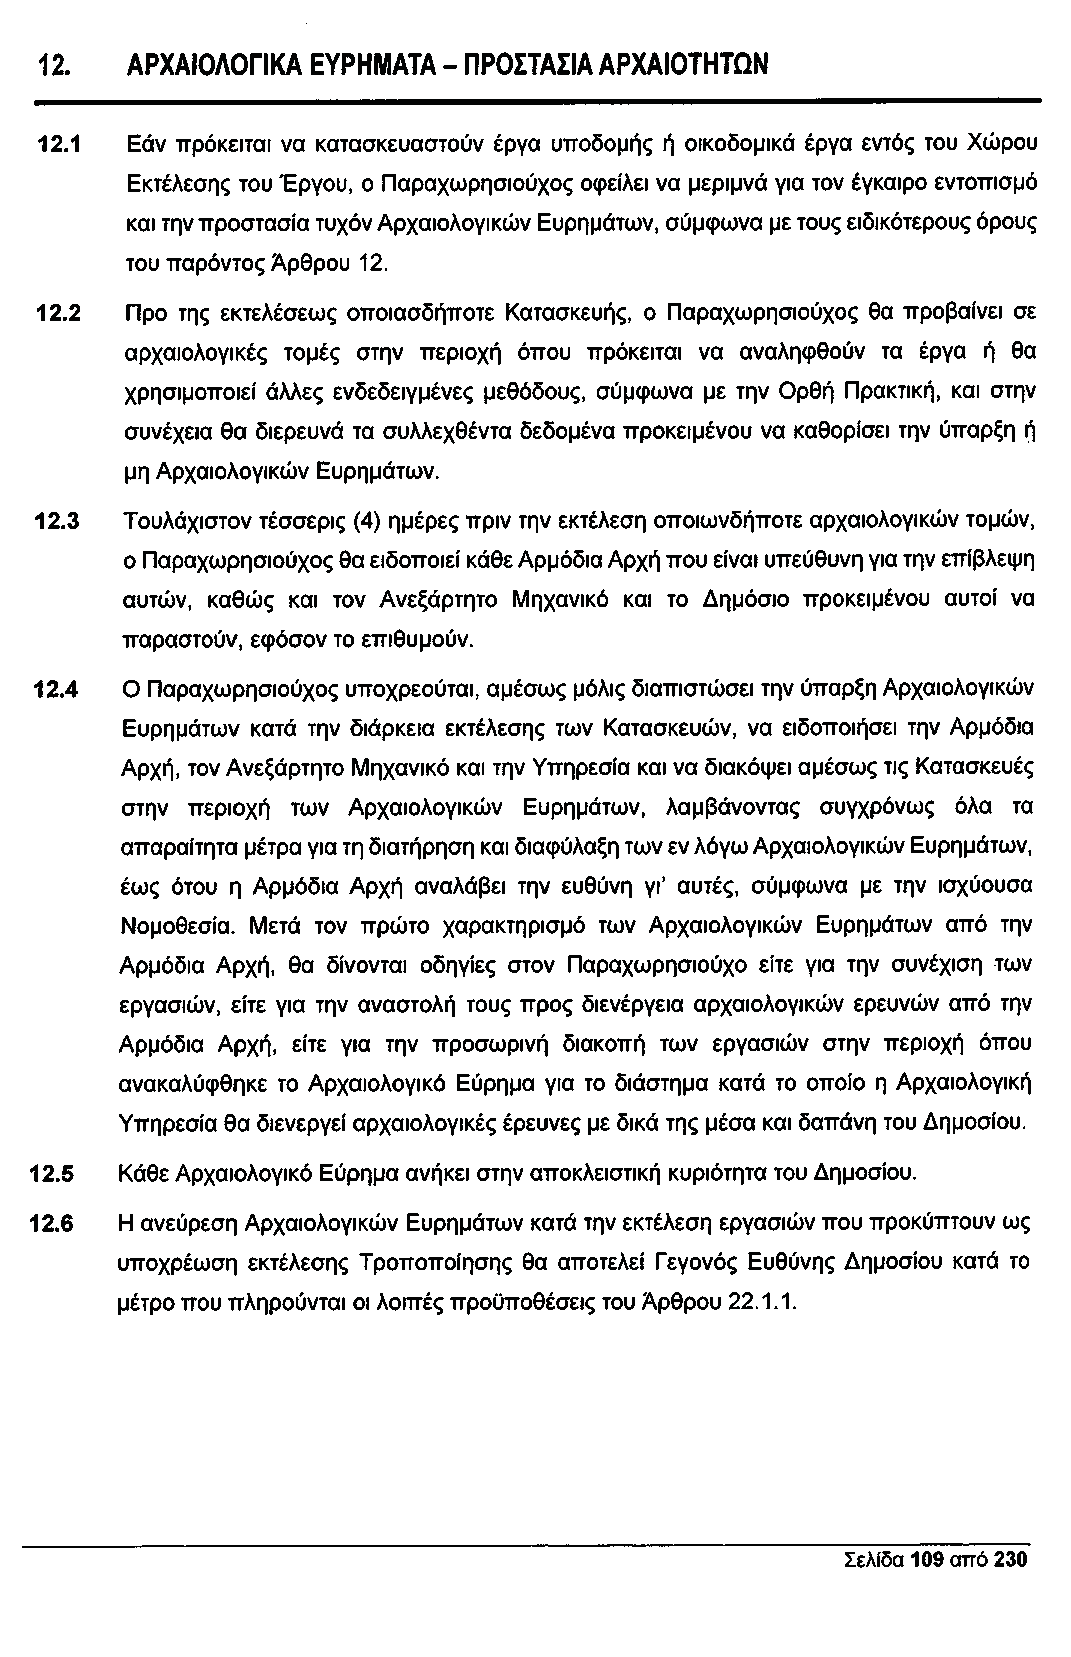 12. ΑΡΧΑΙΟΛΟΓΙΚΑ ΕΥΡΗΜΑΤΑ – ΠΡΟΣΤΑΣΙΑ ΑΡΧΑΙΟΤΗΤΩΝ
12.1 Εάν πρόκειται να κατασκευαστούν έργα υποδομής ή οικοδομικά έργα εντός του Χώρου
Εκτέλεσης του Έργου, ο Παραχωρησιούχος οφείλει να μεριμνά για τον έγκαιρο εντοπισμό
και την προστασία τυχόν Αρχαιολογικών Ευρημάτων, σύμφωνα με τους ειδικότερους όρους
του παρόντος Άρθρου 12.
12.2 Προ της εκτελέσεως οποιασδήποτε Κατασκευής, ο Παραχωρησιούχος θα προβαίνει σε
αρχαιολογικές τομές στην περιοχή όπου πρόκειται να αναληφθούν τα έργα ή θα
χρησιμοποιεί άλλες ενδεδειγμένες μεθόδους, σύμφωνα με την Ορθή Πρακτική, και στην
συνέχεια θα διερευνά τα συλλεχθέντα δεδομένα προκειμένου να καθορίσει την ύπαρξη ή
μη Αρχαιολογικών Ευρημάτων.
12.3 Τουλάχιστον τέσσερις (4) ημέρες πριν την εκτέλεση οποιωνδήποτε αρχαιολογικών τομών,
ο Παραχωρησιούχος θα ειδοποιεί κάθε Αρμόδια Αρχή που είναι υπεύθυνη για την επίβλεψη
αυτών, καθώς και τον Ανεξάρτητο Μηχανικό και το Δημόσιο προκειμένου αυτοί να
παραστούν, εφόσον το επιθυμούν.
12.4 Ο Παραχωρησιούχος υποχρεούται, αμέσως μόλις διαπιστώσει την ύπαρξη Αρχαιολογικών
Ευρημάτων κατά την διάρκεια εκτέλεσης των Κατασκευών, να ειδοποιήσει την Αρμόδια
Αρχή, τον Ανεξάρτητο Μηχανικό και την Υπηρεσία και να διακόψει αμέσως τις Κατασκευές
στην περιοχή των Αρχαιολογικών Ευρημάτων, λαμβάνοντας συγχρόνως όλα τα
απαραίτητα μέτρα για τη διατήρηση και διαφύλαξη των εν λόγω Αρχαιολογικών Ευρημάτων,
έως ότου η Αρμόδια Αρχή αναλάβει την ευθύνη γι’ αυτές, σύμφωνα με την ισχύουσα
Νομοθεσία. Μετά τον πρώτο χαρακτηρισμό των Αρχαιολογικών Ευρημάτων από την
Αρμόδια Αρχή, θα δίνονται οδηγίες στον Παραχωρησιούχο είτε για την συνέχιση των
εργασιών, είτε για την αναστολή τους προς διενέργεια αρχαιολογικών ερευνών από την
Αρμόδια Αρχή, είτε για την προσωρινή διακοπή των εργασιών στην περιοχή όπου
ανακαλύφθηκε το Αρχαιολογικό Εύρημα για το διάστημα κατά το οποίο η Αρχαιολογική
Υπηρεσία θα διενεργεί αρχαιολογικές έρευνες με δικά της μέσα και δαπάνη του Δημοσίου.
12.5 Κάθε Αρχαιολογικό Εύρημα ανήκει στην αποκλειστική κυριότητα του Δημοσίου.
12.6 Η ανεύρεση Αρχαιολογικών Ευρημάτων κατά την εκτέλεση εργασιών που προκύπτουν ως
υποχρέωση εκτέλεσης Τροποποίησης θα αποτελεί Γεγονός Ευθύνης Δημοσίου κατά το
μέτρο που πληρούνται οι λοιπές προϋποθέσεις του Άρθρου 22.1.1.
Σελίδα 109 από 230